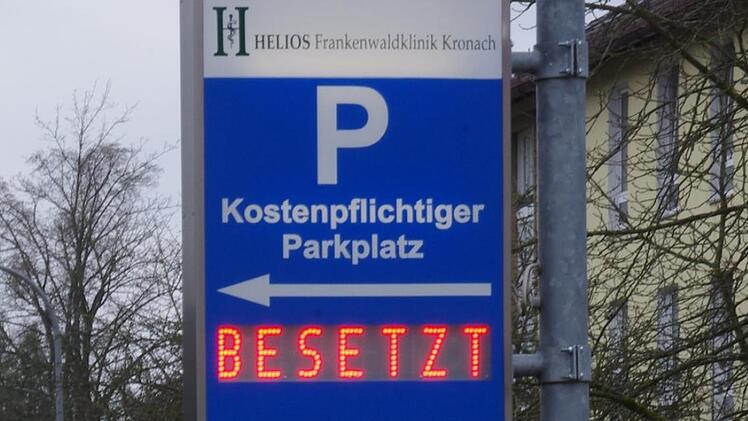 H HELIOS Frankenwaldklinik Kronach
P
Kostenpflichtiger
Parkplatz
BESETZT